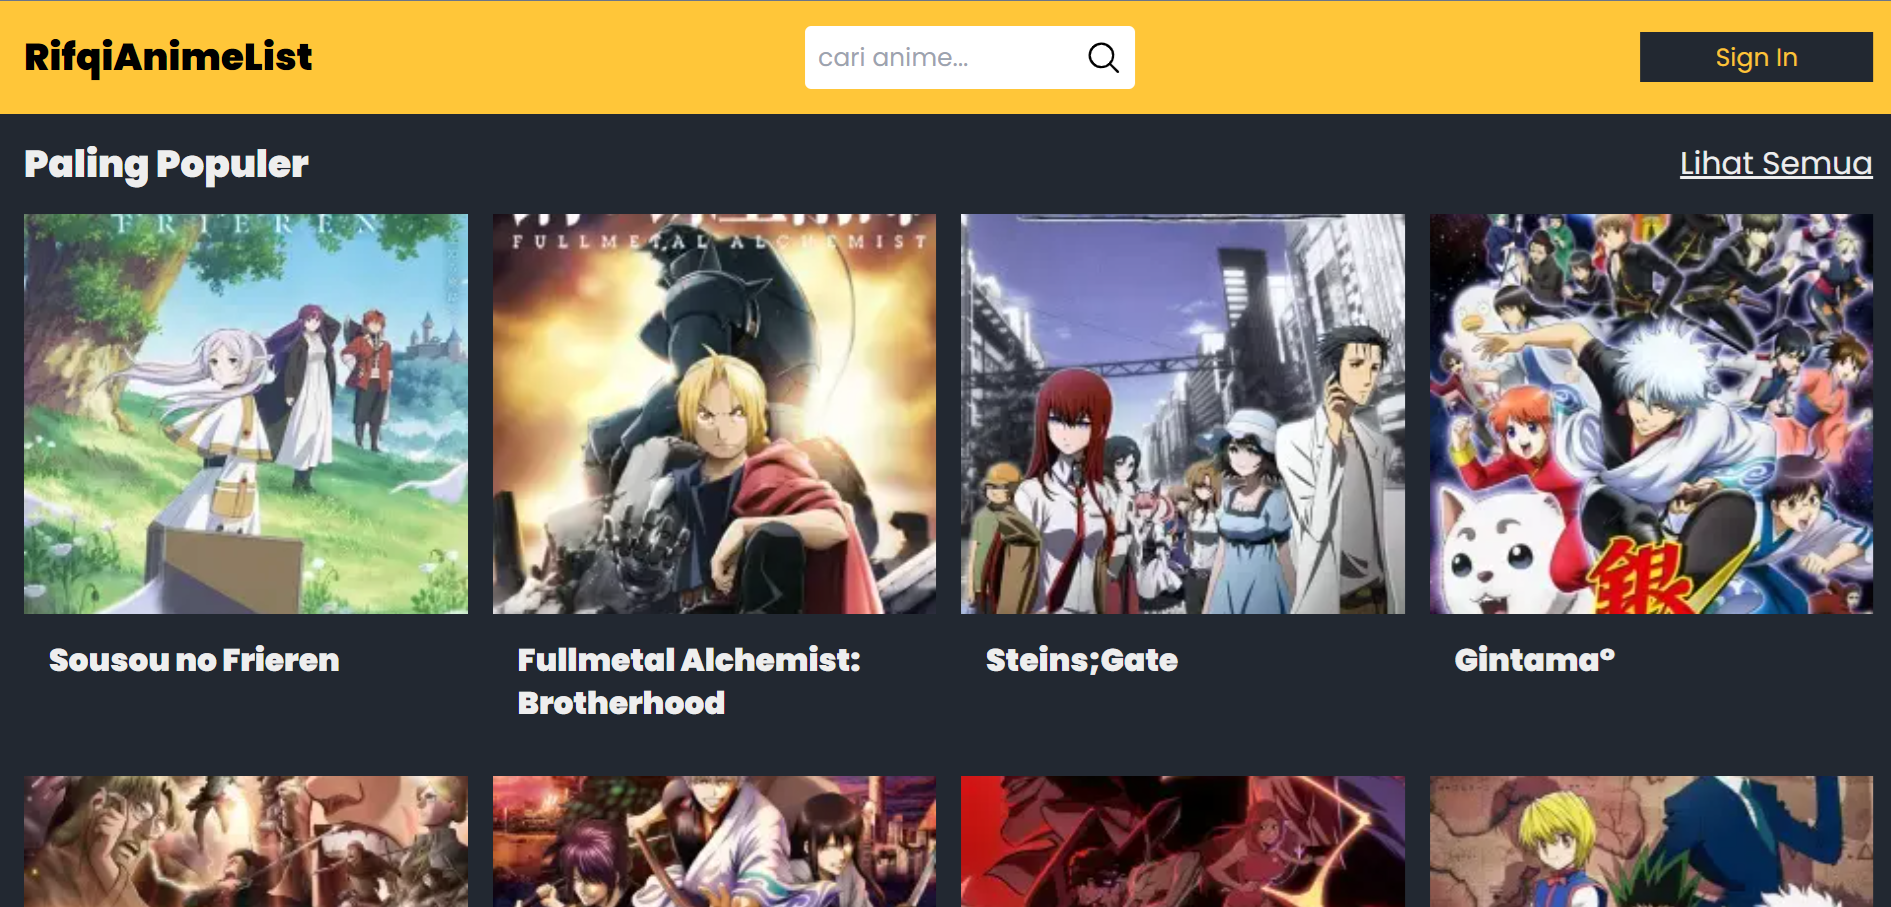 RifqiAnimeList
cari anime...
Sign In
Paling Populer
Lihat Semua
FRIEREN
FULLMETAL ALCHEMIST
銀
Sousou no Frieren
Fullmetal Alchemist:
Brotherhood
Steins;Gate
Gintama°